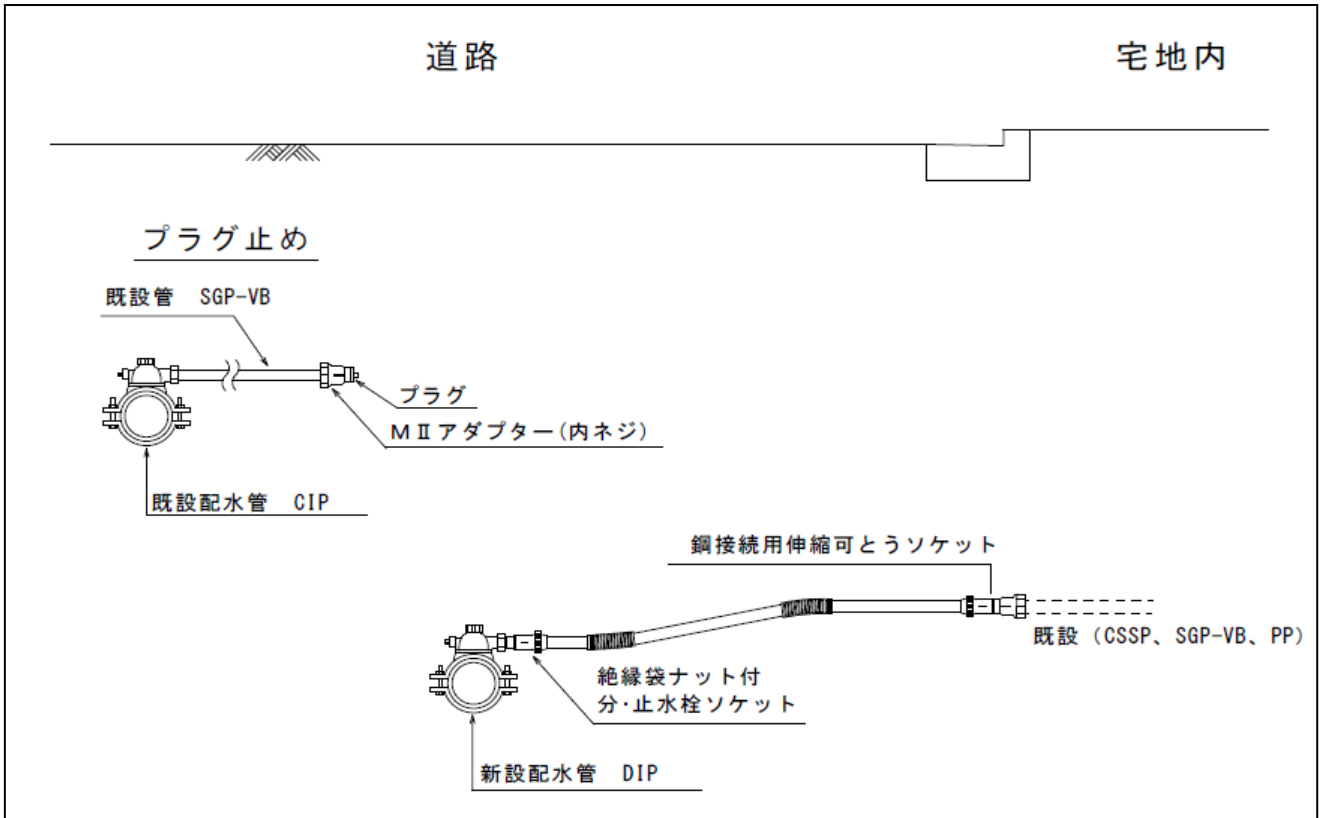 道路
宅地内
プラグ止め
既設管 SGP-VB
プラグ
MⅡアダプター(内ネジ)
既設配水管 CIP
鋼接続用伸縮可とうソケット
既設(CSSP、SGP-VB、PP)
絶縁袋ナット付
分・止水栓ソケット
新設配水管 DIP